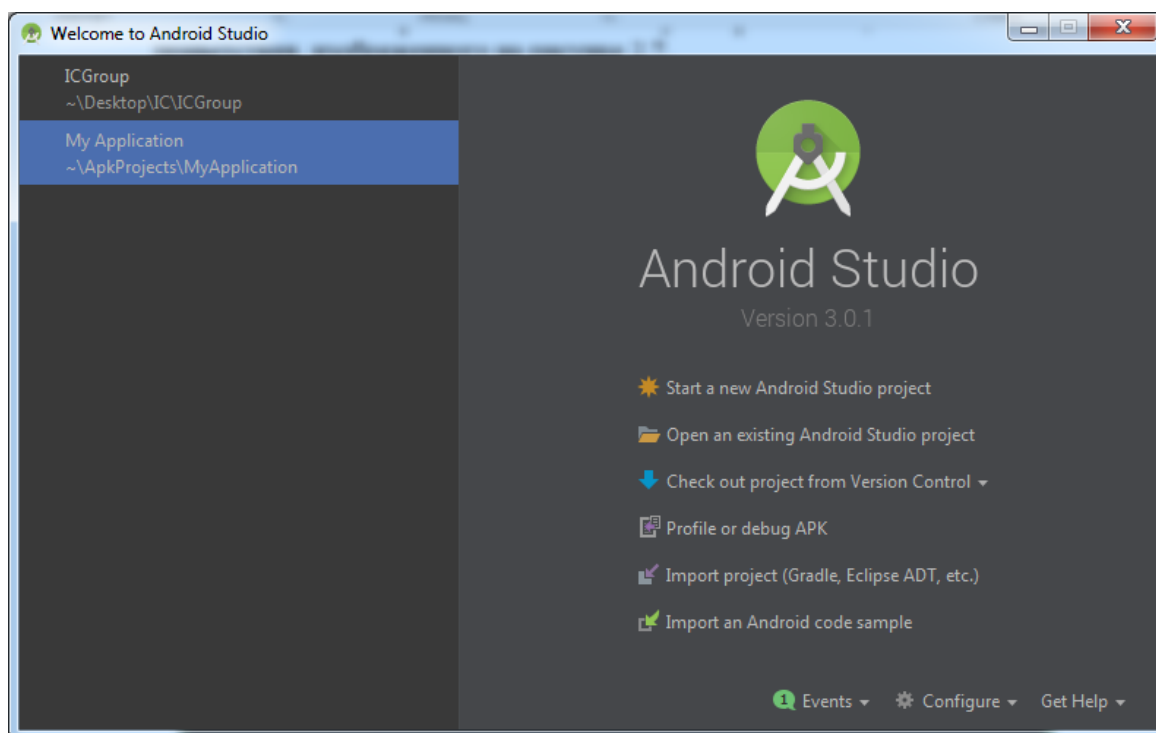 Welcome to Android Studio
ICGroup
~\Desktop\IC\ICGroup
My Application
~\ApkProjects\MyApplication
Android Studio
Version 3.0.1
Start a new Android Studio project
Open an existing Android Studio project
Check out project from Version Control
Profile or debug APK
Import project (Gradle, Eclipse ADT, etc.)
Import an Android code sample
1 Events Configure Get Help